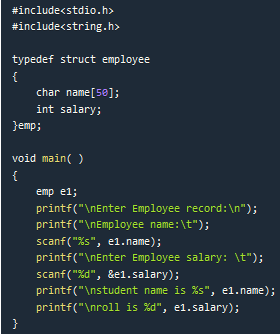 #include<stdio.h>
#include<string.h>

typedef struct employee
{
    char name[50];
    int salary;
}emp;

void main( )
{
    emp e1;
    printf("\nEnter Employee record:\n");
    printf("\nEmployee name:\t");
    scanf("%s", e1.name);
    printf("\nEnter Employee salary: \t");
    scanf("%d", &e1.salary);
    printf("\nstudent name is %s", e1.name);
    printf("\nroll is %d", e1.salary);
}